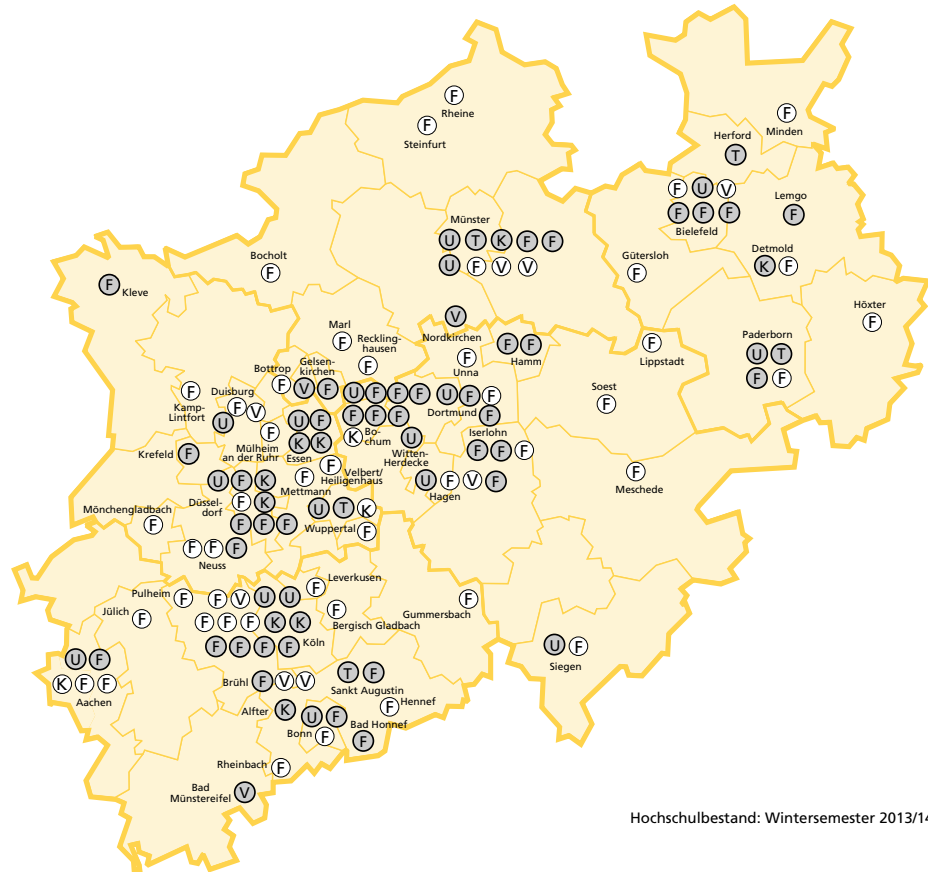 F
Rheine
F
Steinfurt
F
Minden
Herford
T
F U V
F F F
Bielefeld
Lemgo
F
Münster
U T K F F
U F V V
Bocholt
F
Gütersloh
F
Detmold
K F
F
Kleve
Höxter
F
V
Nordkirchen
Marl
F
Reckling-
hausen
F
F F
Hamm
F
Unna
F
Lippstadt
Paderborn
U T
F F
Soest
F
Bottrop
F
Gelsen-
kirchen
V F
U F F F
F F F
K
Bo-
chum
U F F
Dortmund
F
F
Kamp-
Lintfort
Duisburg
F V
U
F
Mülheim
an der Ruhr
U F
K K
Essen
U
Witten-
Herdecke
Iserlohn
F F F
Krefeld
F
F
Velbert/
Heiligenhaus
F
Mettmann
U F V F
Hagen
F
Meschede
U F K
F K
Düssel-
dorf
F F F
U T K
Wuppertal
F
Mönchengladbach
F
F F F
Neuss
Pulheim
F
F V U U
F F F K K
F F F F
Köln
Leverkusen
F
F
Bergisch Gladbach
Gummersbach
F
Jülich
F
U F
Siegen
U F
K F F
Aachen
Brühl
F V V
T F
Sankt Augustin
Hennef
F
Alfter
K
U F
Bonn
F
Bad Honnef
F
Rheinbach
F
Bad
Münstereifel
V
Hochschulbestand: Wintersemester 2013/14